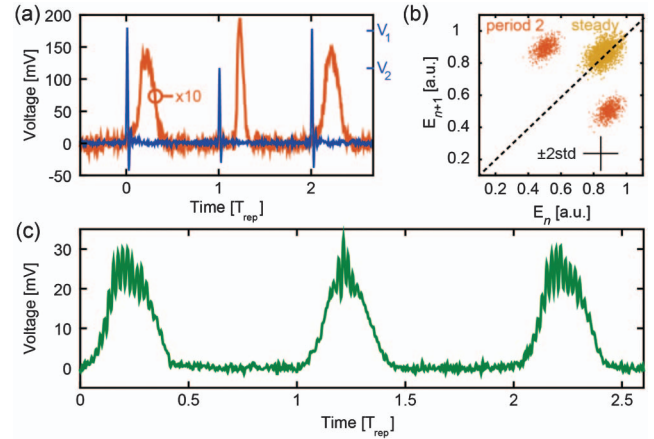 (a)
200
150
100
50
0
-50
Voltage [mV]
x10
V1
V2
0
1
2
Time [Trep]
(b)
period 2
steady
1
0.8
0.6
0.4
0.2
En+1 [a.u.]
±2std
0.2
0.4
0.6
0.8
1
En [a.u.]
(c)
30
20
10
0
Voltage [mV]
0
0.5
1
1.5
2
2.5
Time [Trep]